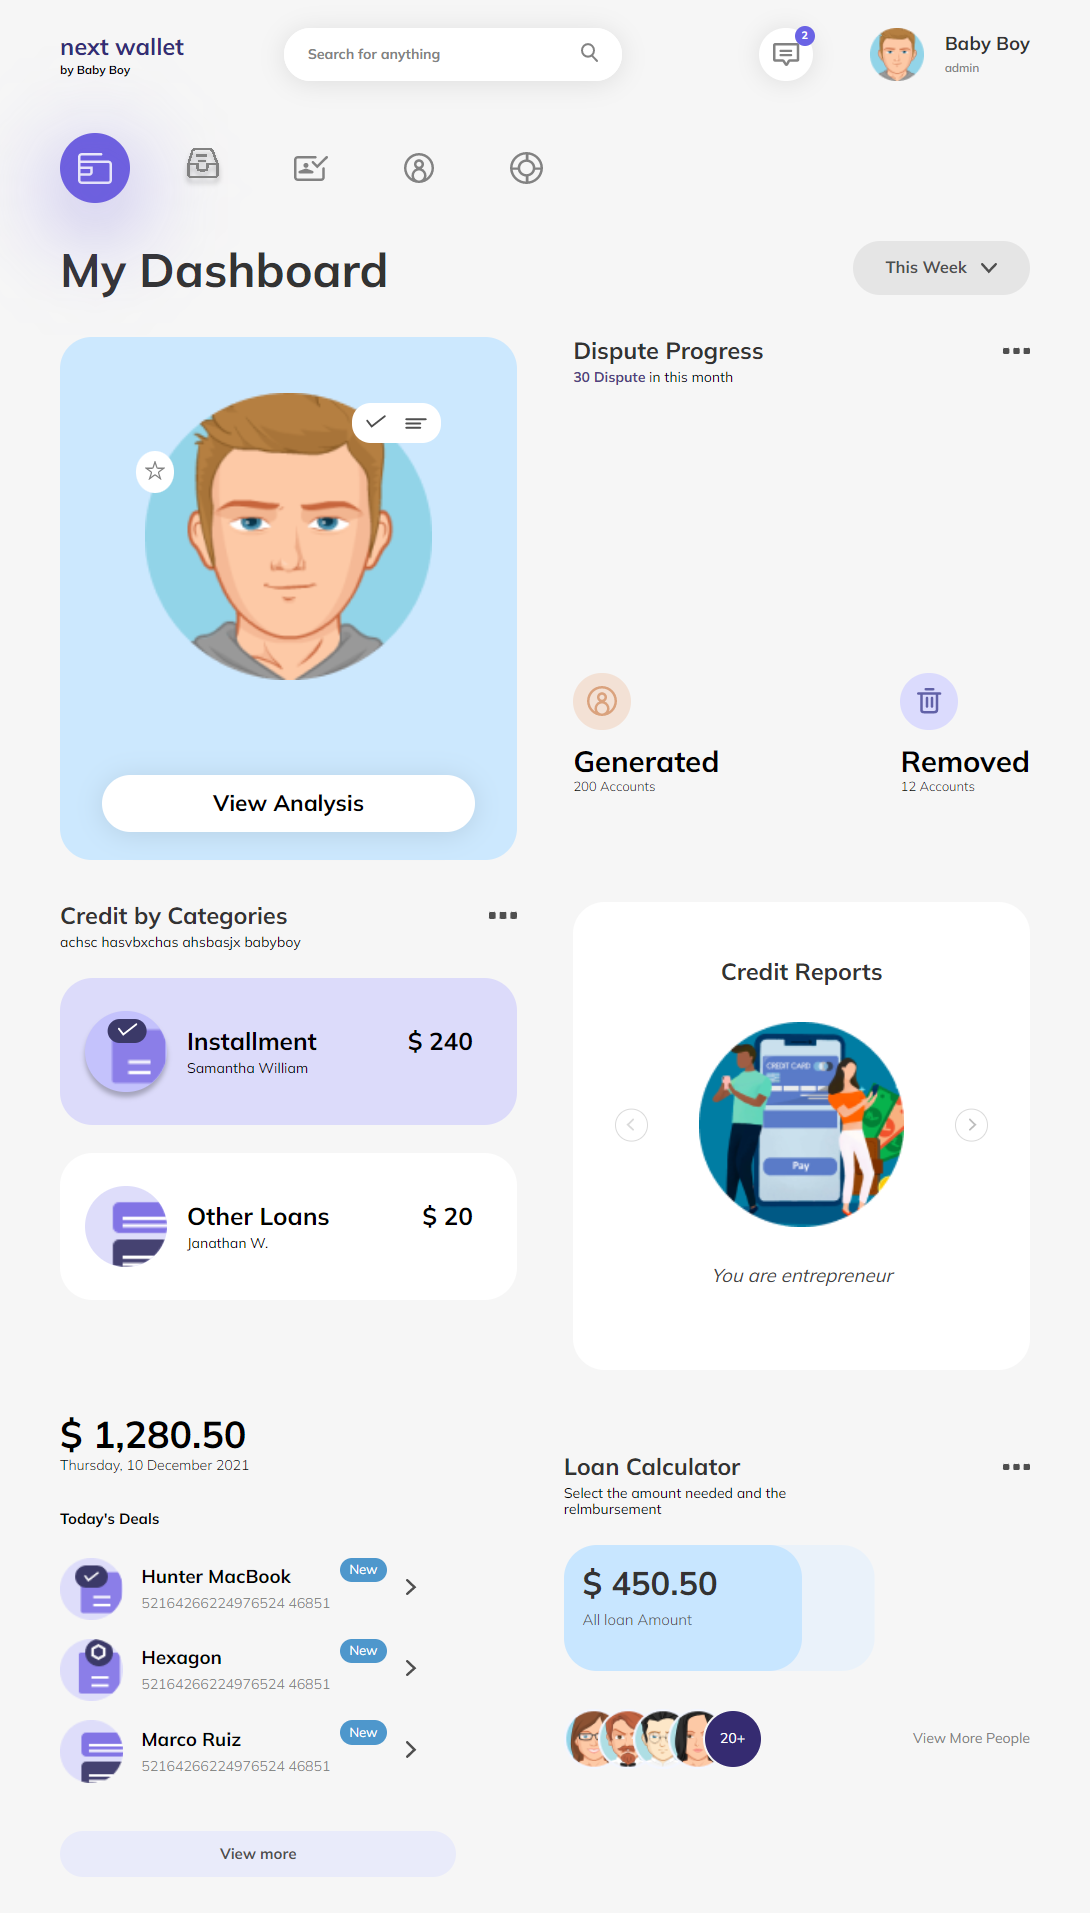 next wallet
by Baby Boy
Search for anything
2
Baby Boy
admin
My Dashboard
This Week
Dispute Progress
30 Dispute in this month
View Analysis
Generated
200 Accounts
Removed
12 Accounts
Credit by Categories
achsc hasvbxchas ahsbasjx babyboy
Installment
$ 240
Samantha William
Other Loans
$ 20
Janathan W.
Credit Reports
CREDIT CARD
Pay
You are entrepreneur
$ 1,280.50
Thursday, 10 December 2021
Today's Deals
Hunter MacBook
New
52164266224976524 46851
Hexagon
New
52164266224976524 46851
Marco Ruiz
New
52164266224976524 46851
View more
Loan Calculator
Select the amount needed and the
relmbursement
$ 450.50
All loan Amount
20+
View More People